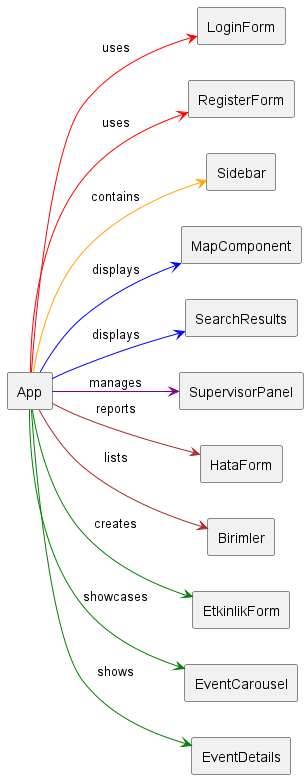 LoginForm
uses
RegisterForm
uses
Sidebar
contains
MapComponent
displays
SearchResults
displays
App
manages
SupervisorPanel
reports
HataForm
lists
Birimler
creates
EtkinlikForm
showcases
EventCarousel
shows
EventDetails